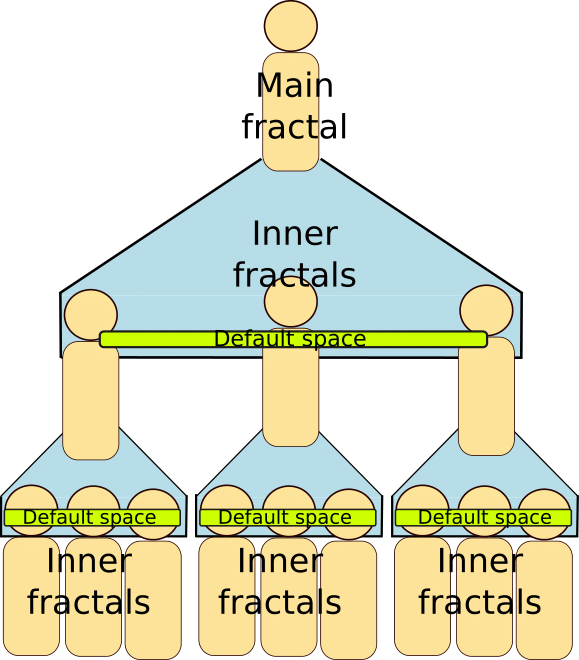 Main
fractal
Inner
fractals
Default space
Default space
Default space
Default space
Inner
fractals
Inner
fractals
Inner
fractals